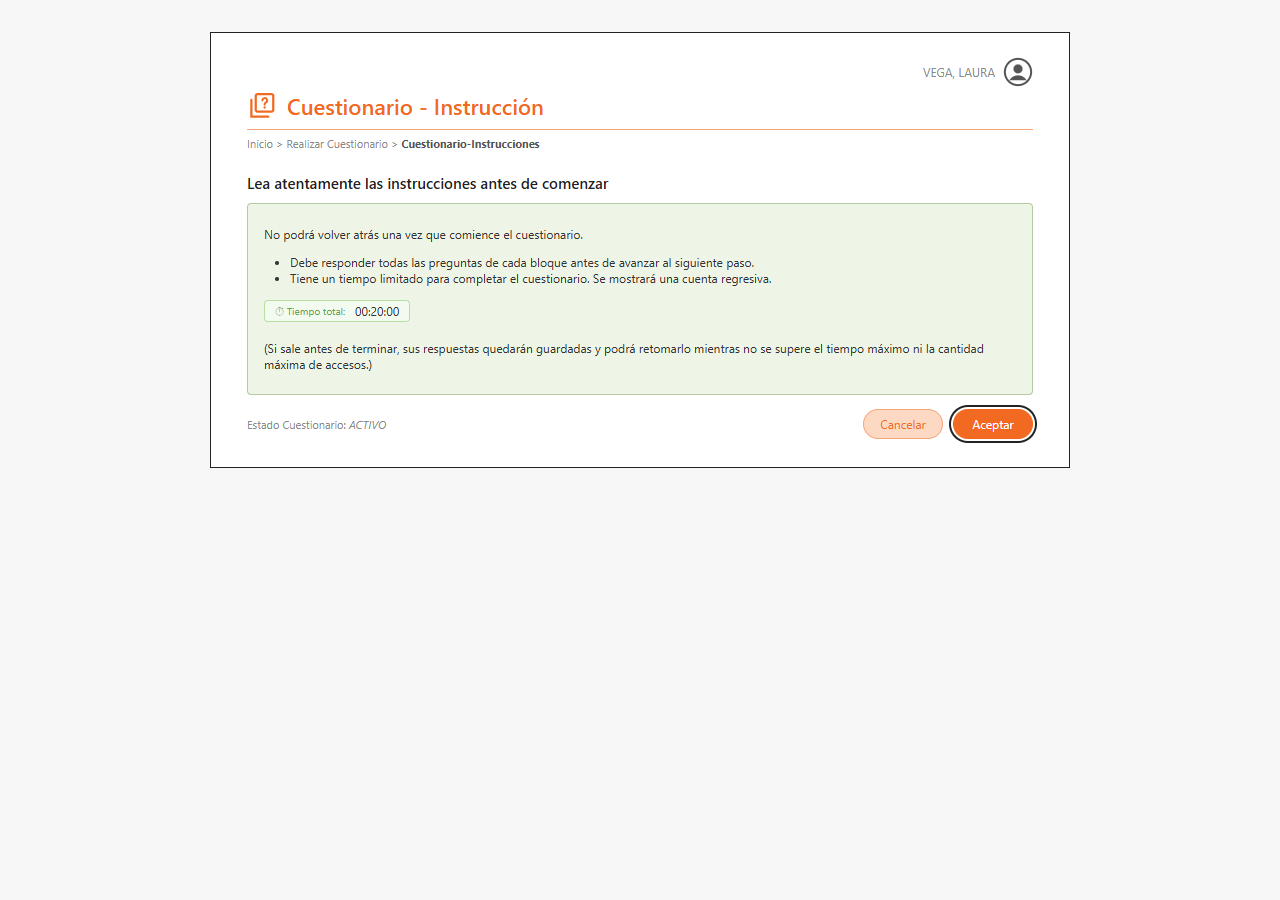 VEGA, LAURA
Cuestionario - Instrucción
Inicio > Realizar Cuestionario > Cuestionario-Instrucciones
Lea atentamente las instrucciones antes de comenzar
No podrá volver atrás una vez que comience el cuestionario.
• Debe responder todas las preguntas de cada bloque antes de avanzar al siguiente paso.
• Tiene un tiempo limitado para completar el cuestionario. Se mostrará una cuenta regresiva.
⏱ Tiempo total: 00:20:00
(Si sale antes de terminar, sus respuestas quedarán guardadas y podrá retomarlo mientras no se supere el tiempo máximo ni la cantidad
máxima de accesos.)
Estado Cuestionario: ACTIVO
Cancelar
Aceptar